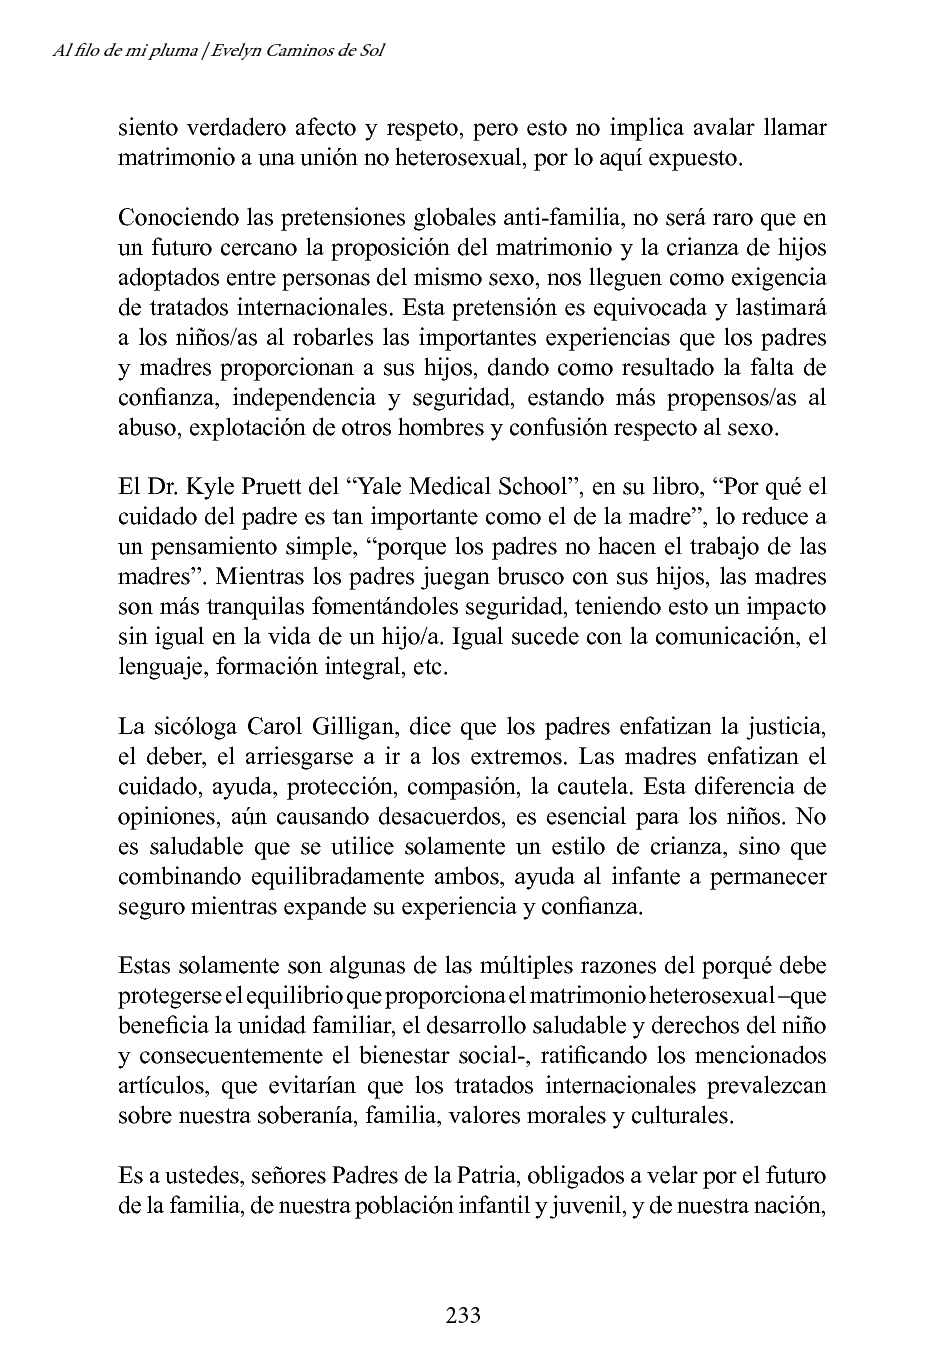 Al filo de mi pluma / Evelyn Caminos de Sol
siento verdadero afecto y respeto, pero esto no implica avalar llamar
matrimonio a una unión no heterosexual, por lo aquí expuesto.
Conociendo las pretensiones globales anti-familia, no será raro que en
un futuro cercano la proposición del matrimonio y la crianza de hijos
adoptados entre personas del mismo sexo, nos lleguen como exigencia
de tratados internacionales. Esta pretensión es equivocada y lastimará
a los niños/as al robarles las importantes experiencias que los padres
y madres proporcionan a sus hijos, dando como resultado la falta de
confianza, independencia y seguridad, estando más propensos/as al
abuso, explotación de otros hombres y confusión respecto al sexo.
El Dr. Kyle Pruett del “Yale Medical School”, en su libro, “Por qué el
cuidado del padre es tan importante como el de la madre”, lo reduce a
un pensamiento simple, “porque los padres no hacen el trabajo de las
madres”. Mientras los padres juegan brusco con sus hijos, las madres
son más tranquilas fomentándoles seguridad, teniendo esto un impacto
sin igual en la vida de un hijo/a. Igual sucede con la comunicación, el
lenguaje, formación integral, etc.
La sicóloga Carol Gilligan, dice que los padres enfatizan la justicia,
el deber, el arriesgarse a ir a los extremos. Las madres enfatizan el
cuidado, ayuda, protección, compasión, la cautela. Esta diferencia de
opiniones, aún causando desacuerdos, es esencial para los niños. No
es saludable que se utilice solamente un estilo de crianza, sino que
combinando equilibradamente ambos, ayuda al infante a permanecer
seguro mientras expande su experiencia y confianza.
Estas solamente son algunas de las múltiples razones del porqué debe
protegerse el equilibrio que proporciona el matrimonio heterosexual –que
beneficia la unidad familiar, el desarrollo saludable y derechos del niño
y consecuentemente el bienestar social-, ratificando los mencionados
artículos, que evitarían que los tratados internacionales prevalezcan
sobre nuestra soberanía, familia, valores morales y culturales.
Es a ustedes, señores Padres de la Patria, obligados a velar por el futuro
de la familia, de nuestra población infantil y juvenil, y de nuestra nación,
233